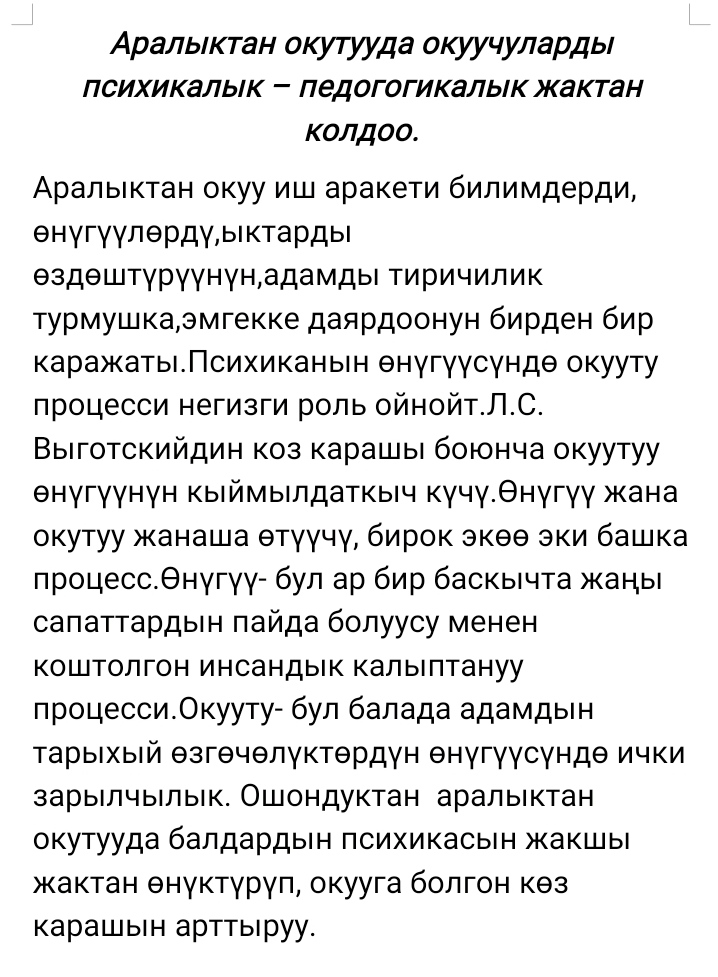 Аралыктан окутууда окуучуларды
психикалык – педогогикалык жактан
колдоо.
Аралыктан окуу иш аракети билимдерди,
өнүгүүлөрдү,ыктарды
өздөштүрүүнүн,адамды тиричилик
турмушка,эмгекке даярдоонун бирден бир
каражаты.Психиканын өнүгүүсүндө окууту
процесси негизги роль ойнойт.Л.С.
Выготскийдин коз карашы боюнча окуутуу
өнүгүүнүн кыймылдаткыч күчү.Өнүгүү жана
окутуу жанаша өтүүчү, бирок экөө эки башка
процесс.Өнүгүү- бул ар бир баскычта жаңы
сапаттардын пайда болуусу менен
коштолгон инсандык калыптануу
процесси.Окууту- бул балада адамдын
тарыхый өзгөчөлүктөрдүн өнүгүүсүндө ички
зарылчылык. Ошондуктан  аралыктан
окутууда балдардын психикасын жакшы
жактан өнүктүрүп, окууга болгон көз
карашын арттыруу.